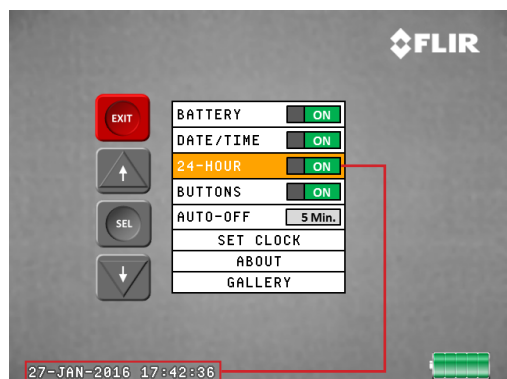 FLIR
EXIT
BATTERY ON
DATE/TIME ON
24-HOUR ON
BUTTONS ON
SEL
AUTO-OFF 5 Min.
SET CLOCK
ABOUT
GALLERY
27-JAN-2016 17:42:36